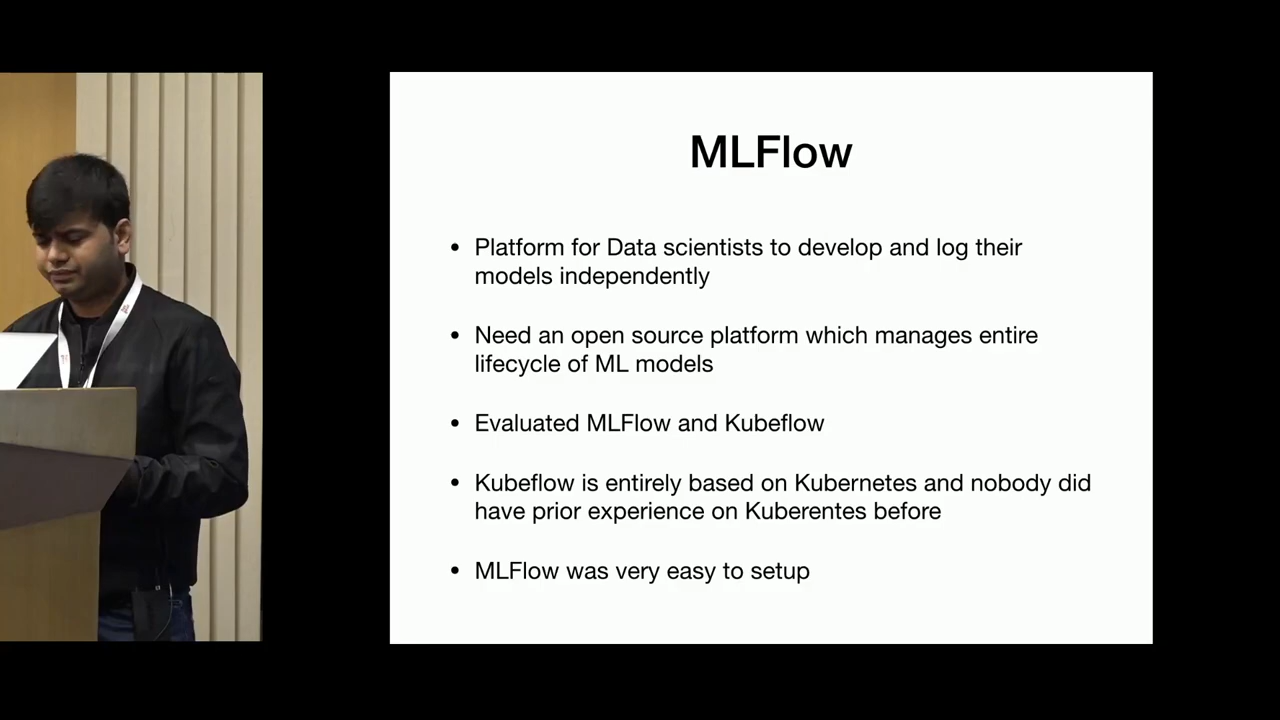 MLFlow
• Platform for Data scientists to develop and log their
models independently
• Need an open source platform which manages entire
lifecycle of ML models
• Evaluated MLFlow and Kubeflow
• Kubeflow is entirely based on Kubernetes and nobody did
have prior experience on Kuberentes before
• MLFlow was very easy to setup